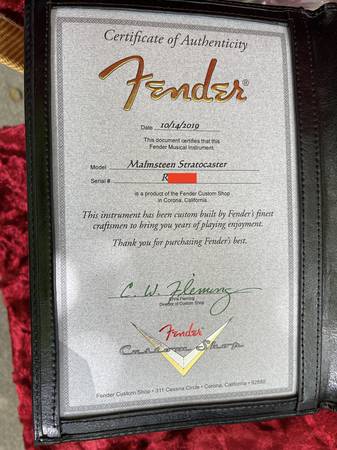 Certificate of Authenticity
Fender®
Date 10/14/2019
This document certifies that this
Fender Musical Instrument.
Model Malmsteen Stratocaster
Serial # R
is a product of the Fender Custom Shop
in Corona, California.
This instrument has been custom built by Fender's finest
craftsmen to bring you years of playing enjoyment.
Thank you for purchasing Fender's best.
C. W. Fleming
Chris Fleming
Director of Custom Shop
Fender
Custom Shop
Fender Custom Shop • 311 Cessna Circle • Corona, California • 92880